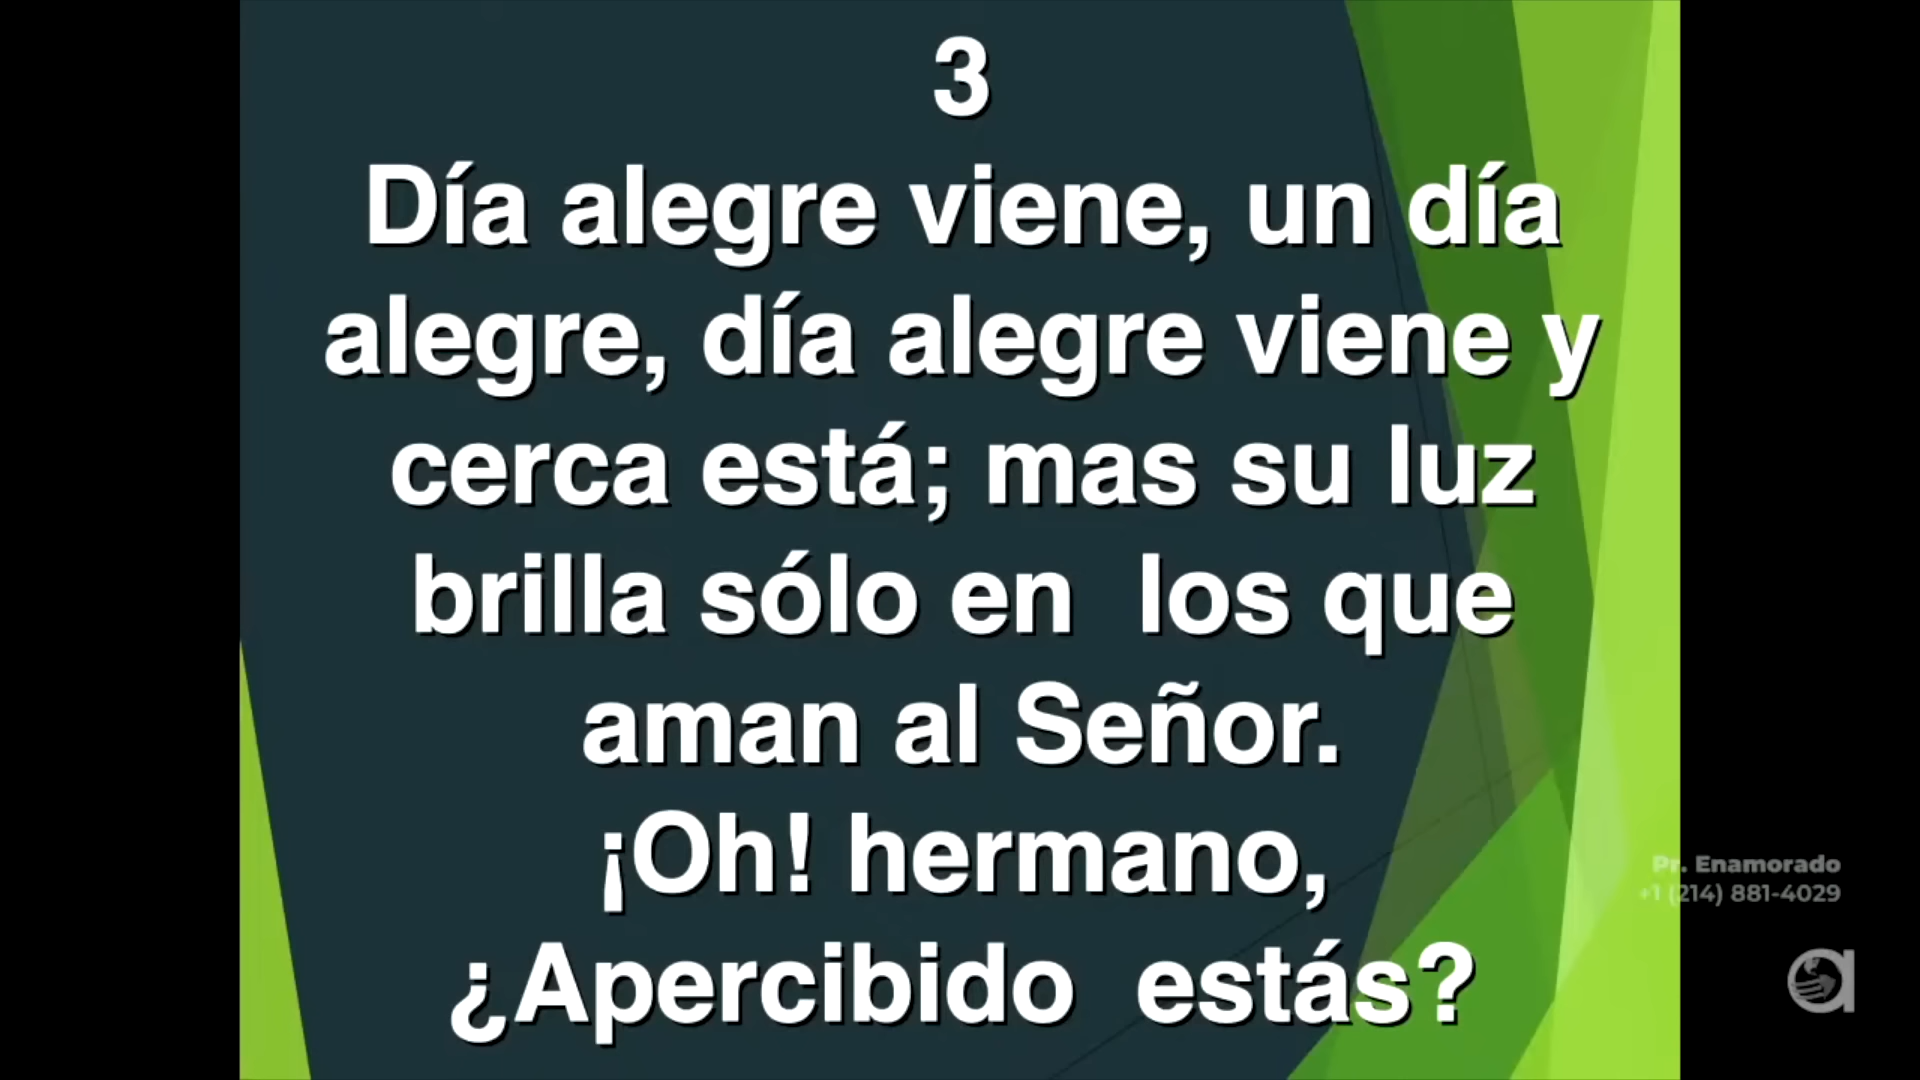 3
Día alegre viene, un día
alegre, día alegre viene y
cerca está; mas su luz
brilla sólo en  los que
aman al Señor.
¡Oh! hermano,
¿Apercibido  estás?
Pr. Enamorado
+1 (214) 881-4029